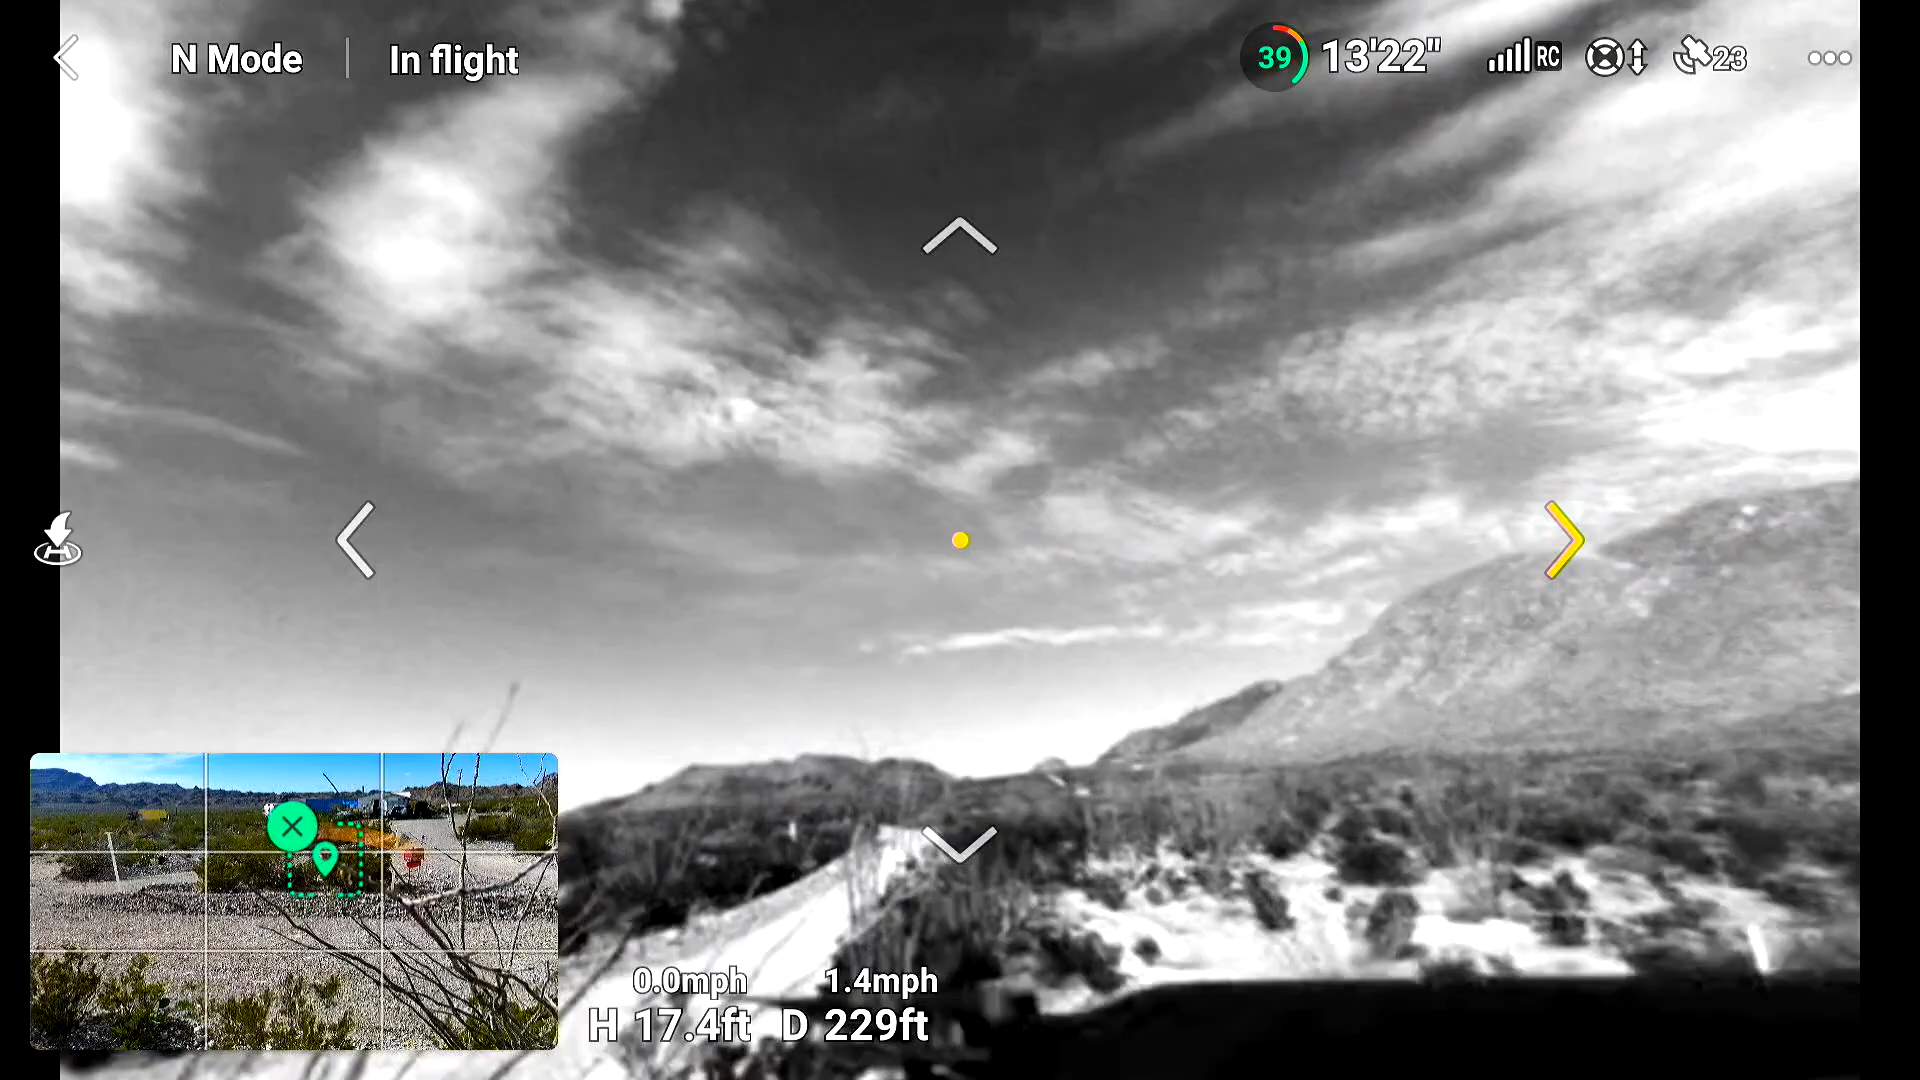 N Mode | In flight
39 13'22" RC 23
0.0mph 1.4mph
H 17.4ft D 229ft